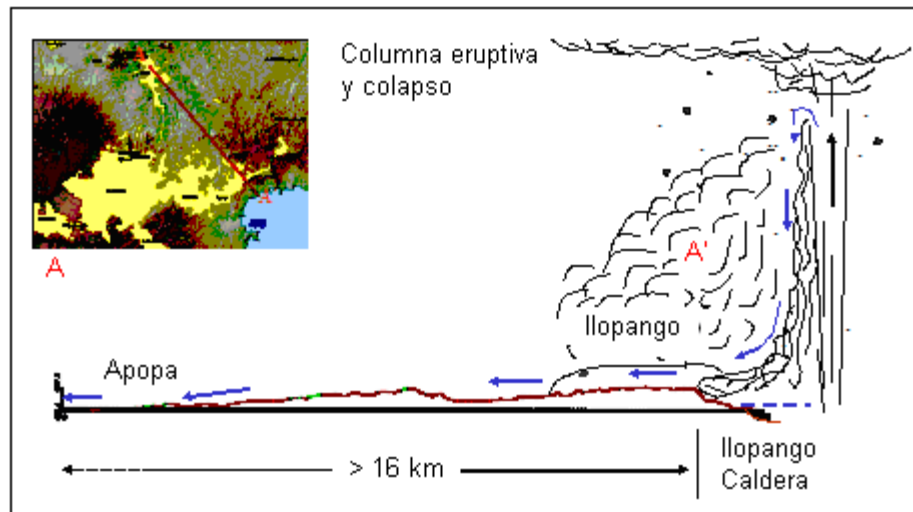 Columna eruptiva
y colapso
A
A
A'
Ilopango
Apopa
> 16 km
Ilopango
Caldera